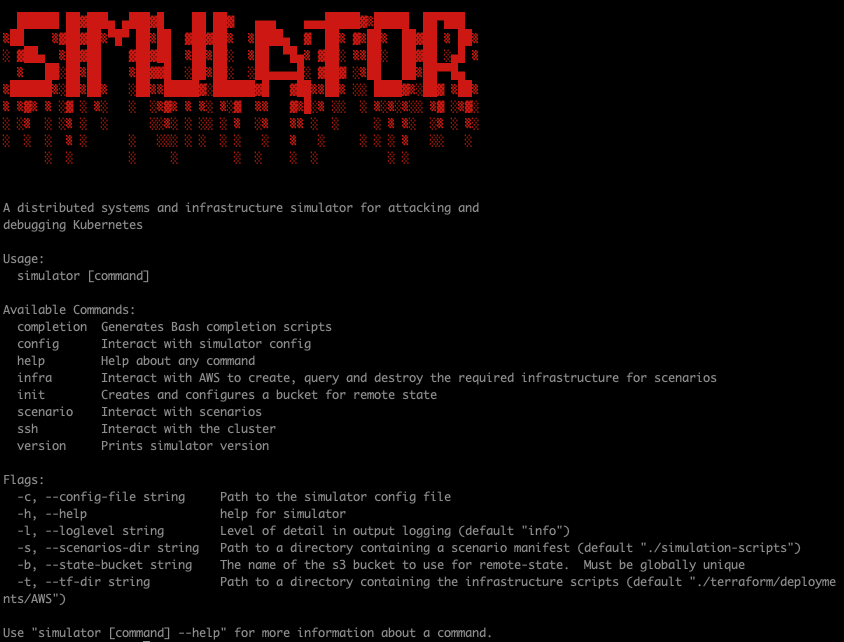 SIMULATOR
A distributed systems and infrastructure simulator for attacking and
debugging Kubernetes
Usage:
simulator [command]
Available Commands:
completion  Generates Bash completion scripts
config      Interact with simulator config
help        Help about any command
infra       Interact with AWS to create, query and destroy the required infrastructure for scenarios
init        Creates and configures a bucket for remote state
scenario    Interact with scenarios
ssh         Interact with the cluster
version     Prints simulator version
Flags:
-c, --config-file string     Path to the simulator config file
-h, --help                   help for simulator
-l, --loglevel string        Level of detail in output logging (default "info")
-s, --scenarios-dir string   Path to a directory containing a scenario manifest (default "./simulation-scripts")
-b, --state-bucket string    The name of the s3 bucket to use for remote-state.  Must be globally unique
-t, --tf-dir string          Path to a directory containing the infrastructure scripts (default "./terraform/deployme
nts/AWS")
Use "simulator [command] --help" for more information about a command.